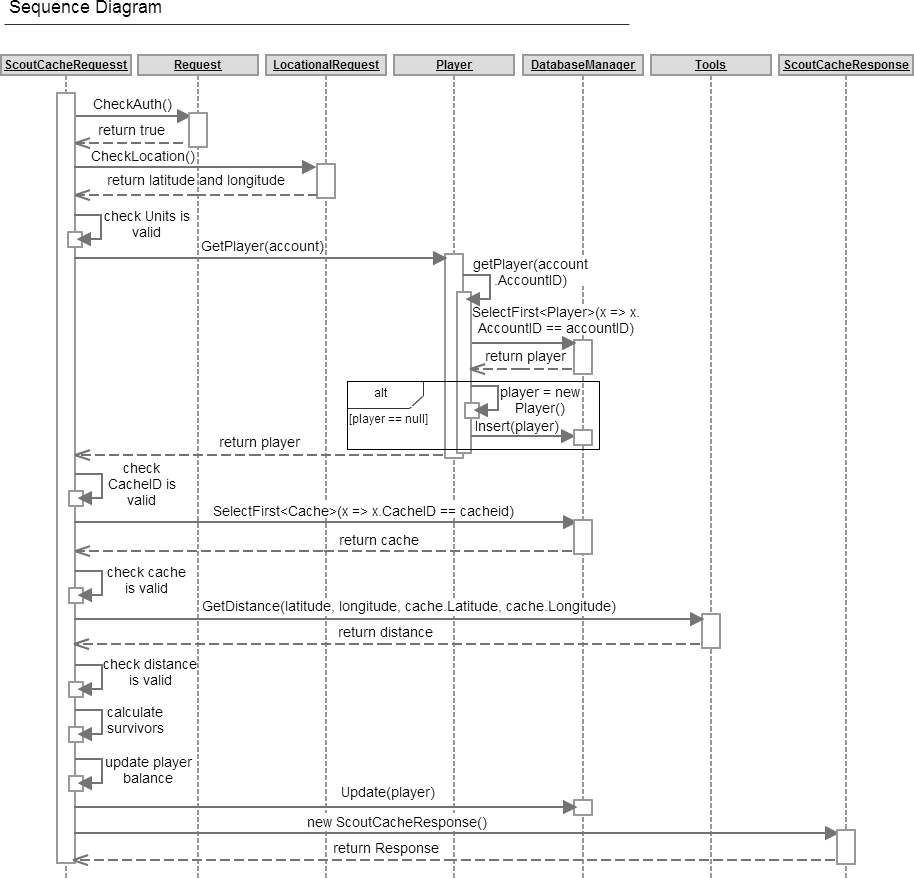 Sequence Diagram
ScoutCacheRequesst
Request
LocationalRequest
Player
DatabaseManager
Tools
ScoutCacheResponse
CheckAuth()
return true
CheckLocation()
return latitude and longitude
check Units is
valid
GetPlayer(account)
getPlayer(account
.AccountID)
SelectFirst<Player>(x => x.
AccountID == accountID)
return player
alt
[player == null]
player = new
Player()
Insert(player)
return player
check
CacheID is
valid
SelectFirst<Cache>(x => x.CacheID == cacheid)
return cache
check cache
is valid
GetDistance(latitude, longitude, cache.Latitude, cache.Longitude)
return distance
check distance
is valid
calculate
survivors
update player
balance
Update(player)
new ScoutCacheResponse()
return Response